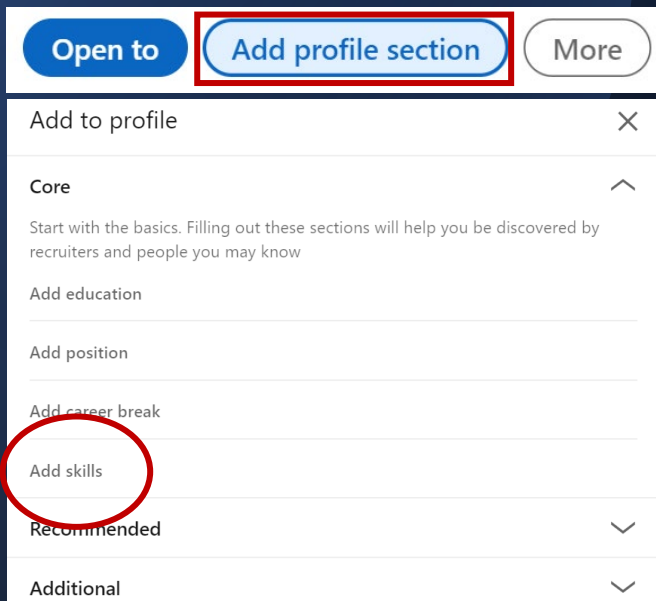 Open to Add profile section More
Add to profile
Core
Start with the basics. Filling out these sections will help you be discovered by
recruiters and people you may know
Add education
Add position
Add career break
Add skills
Recommended
Additional